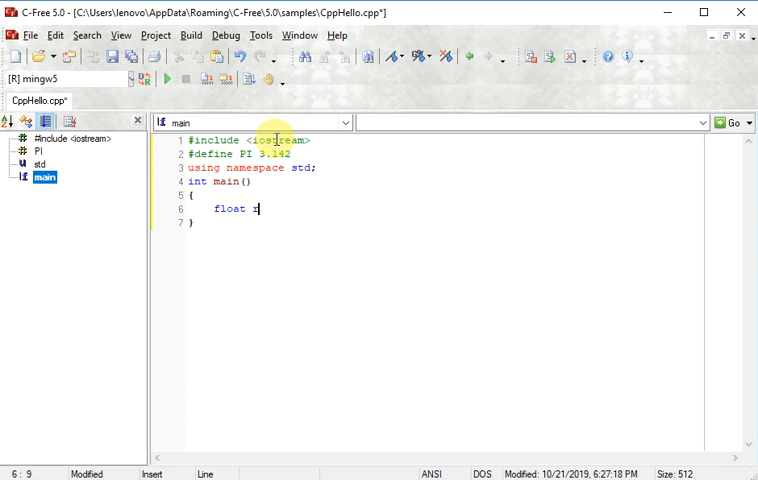 C-Free 5.0 - [C:\Users\lenovo\AppData\Roaming\C-Free\5.0\samples\CppHello.cpp*]
File Edit Search View Project Build Debug Tools Window Help
[R] mingw5
CppHello.cpp*
main
Go
#include <iostream>
PI
std
main
1 #include <iostream>
2 #define PI 3.142
3 using namespace std;
4 int main()
5 {
6 float r
7 }
6 : 9 Modified Insert Line ANSI DOS Modified: 10/21/2019, 6:27:18 PM Size: 512